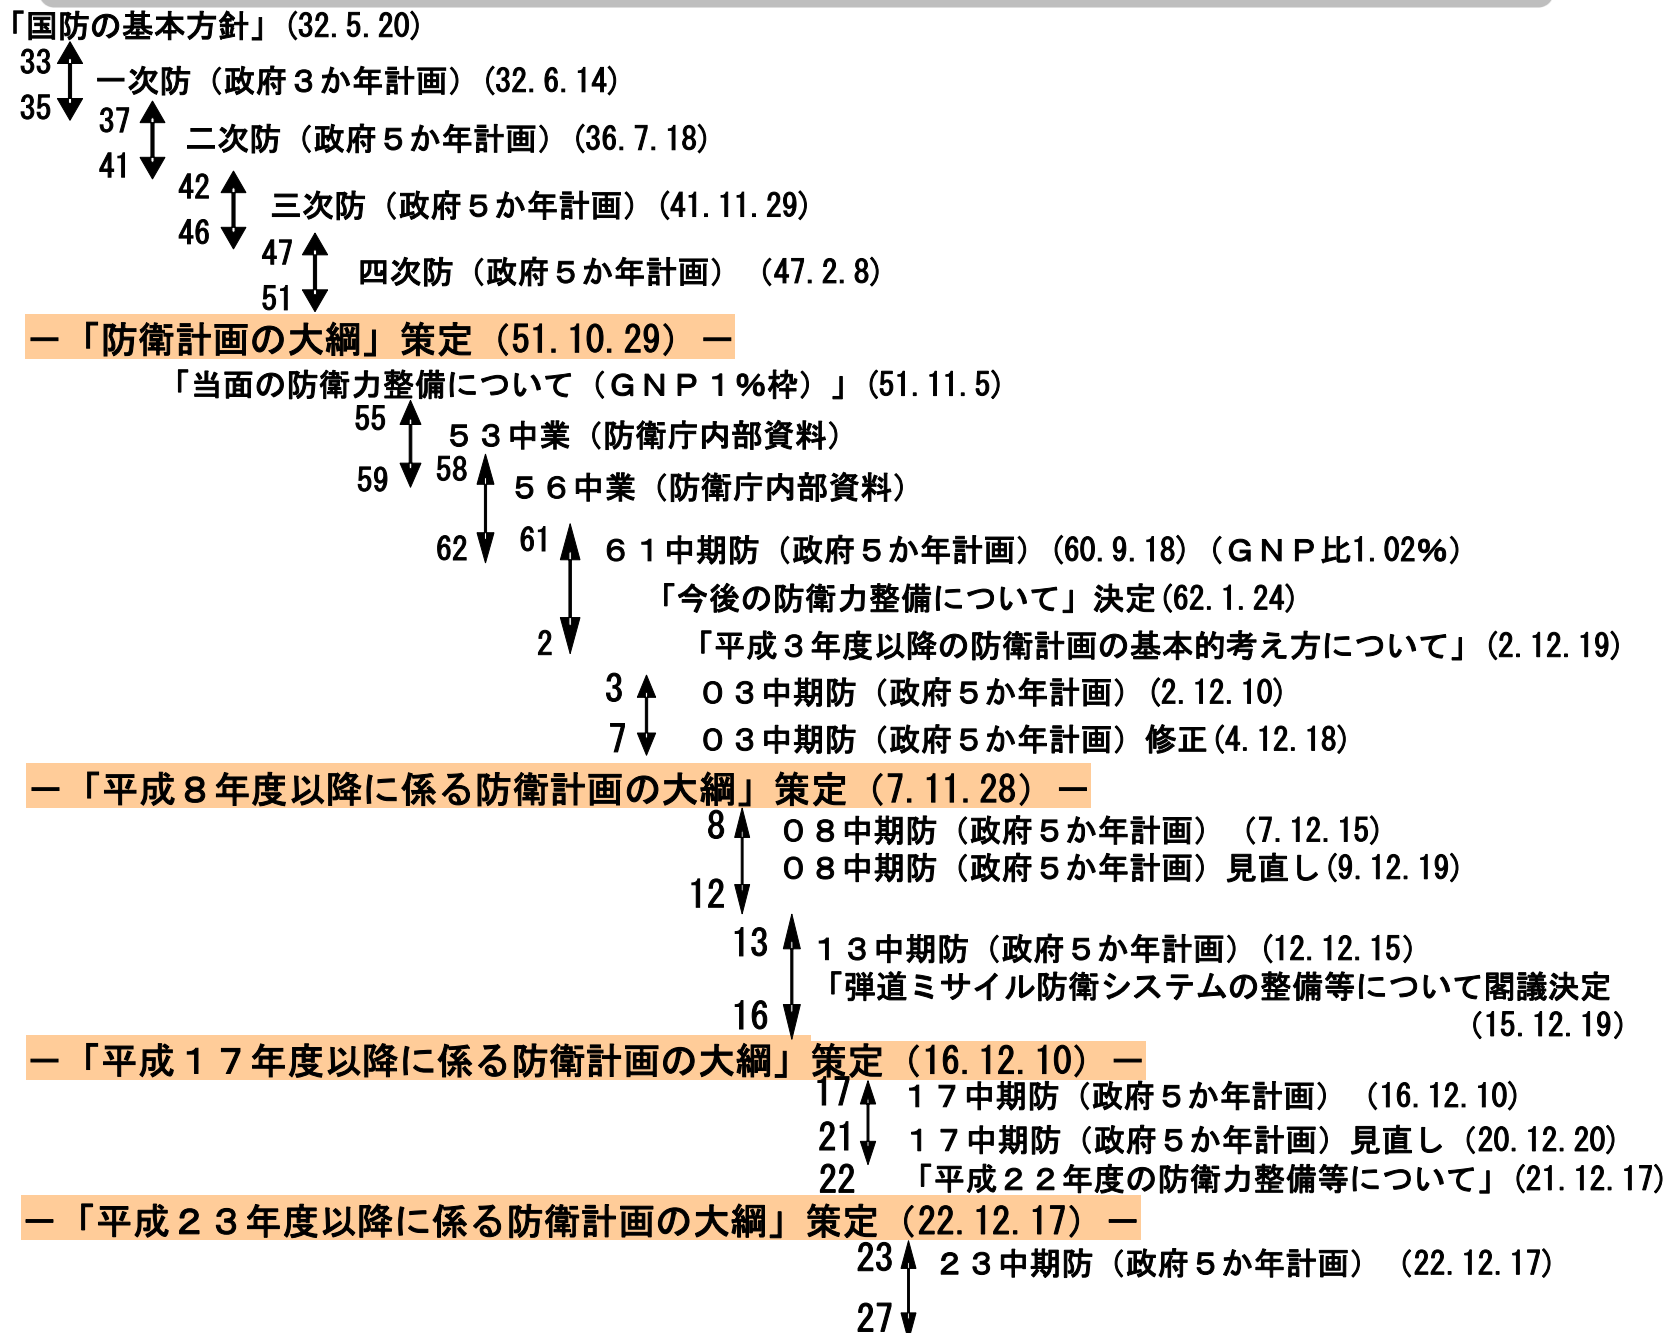 「国防の基本方針」(32.5.20)
33
一次防（政府３か年計画）(32.6.14)
35
37
二次防（政府５か年計画）(36.7.18)
41
42
三次防（政府５か年計画）(41.11.29)
46
47
四次防（政府５か年計画） (47.2.8)
51
－「防衛計画の大綱」策定（51.10.29）－
「当面の防衛力整備について（ＧＮＰ１％枠）」(51.11.5)
55
５３中業（防衛庁内部資料）
59
58
５６中業（防衛庁内部資料）
62
61
６１中期防（政府５か年計画）(60.9.18)（ＧＮＰ比1.02%）
「今後の防衛力整備について」決定(62.1.24)
2
「平成３年度以降の防衛計画の基本的考え方について」(2.12.19)
3
０３中期防（政府５か年計画）(2.12.10)
7
０３中期防（政府５か年計画）修正(4.12.18)
－「平成８年度以降に係る防衛計画の大綱」策定（7.11.28）－
8
０８中期防（政府５か年計画） (7.12.15)
０８中期防（政府５か年計画）見直し(9.12.19)
12
13
１３中期防（政府５か年計画）(12.12.15)
「弾道ミサイル防衛システムの整備等について閣議決定
16
(15.12.19)
－「平成１７年度以降に係る防衛計画の大綱」策定（16.12.10）－
17
１７中期防（政府５か年計画） (16.12.10)
21
１７中期防（政府５か年計画）見直し（20.12.20)
22
「平成２２年度の防衛力整備等について」(21.12.17)
－「平成２３年度以降に係る防衛計画の大綱」策定（22.12.17）－
23
２３中期防（政府５か年計画） (22.12.17)
27